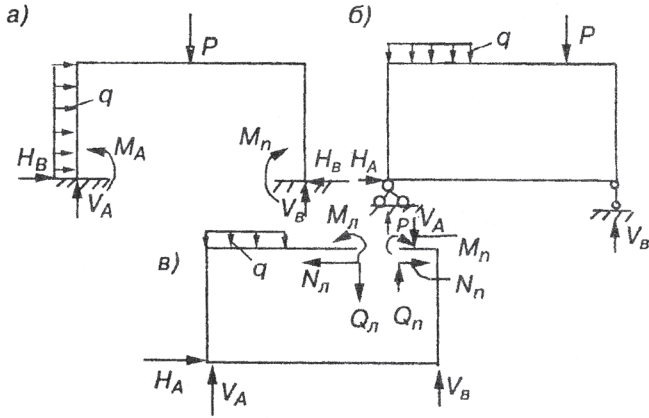 а)
P
q
H_B
M_A
V_A
M_п
H_B
V_B
б)
q
P
H_A
V_A
V_B
в)
q
M_л
P
M_п
N_л
N_п
Q_л
Q_п
H_A
V_A
V_B